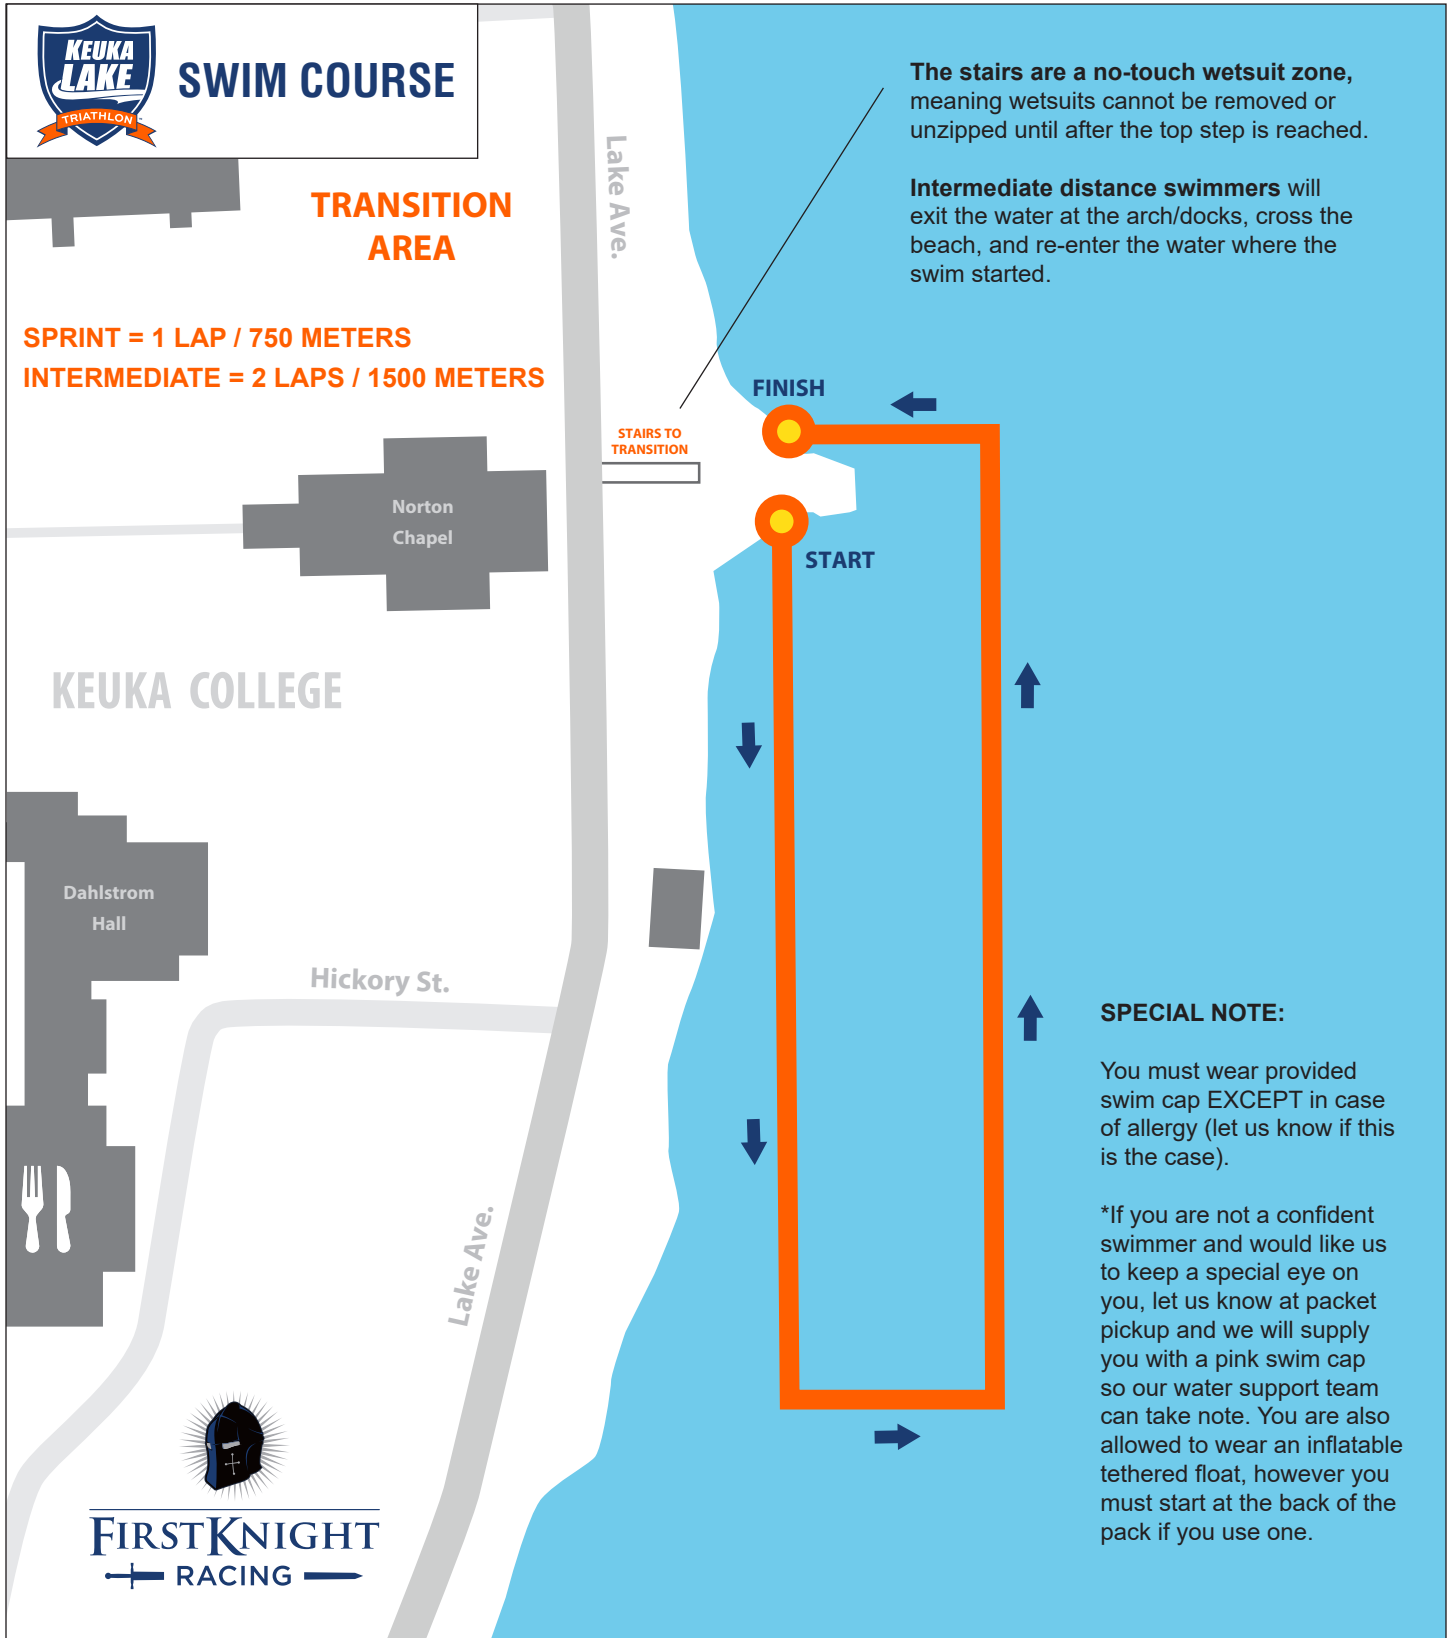 KEUKA
LAKE
TRIATHLON
SWIM COURSE
The stairs are a no-touch wetsuit zone,
meaning wetsuits cannot be removed or
unzipped until after the top step is reached.
Intermediate distance swimmers will
exit the water at the arch/docks, cross the
beach, and re-enter the water where the
swim started.
Lake Ave.
TRANSITION
AREA
SPRINT = 1 LAP / 750 METERS
INTERMEDIATE = 2 LAPS / 1500 METERS
FINISH
STAIRS TO
TRANSITION
Norton
Chapel
START
KEUKA COLLEGE
Dahlstrom
Hall
Hickory St.
Lake Ave.
SPECIAL NOTE:
You must wear provided
swim cap EXCEPT in case
of allergy (let us know if this
is the case).
*If you are not a confident
swimmer and would like us
to keep a special eye on
you, let us know at packet
pickup and we will supply
you with a pink swim cap
so our water support team
can take note. You are also
allowed to wear an inflatable
tethered float, however you
must start at the back of the
pack if you use one.
FIRSTKNIGHT
RACING